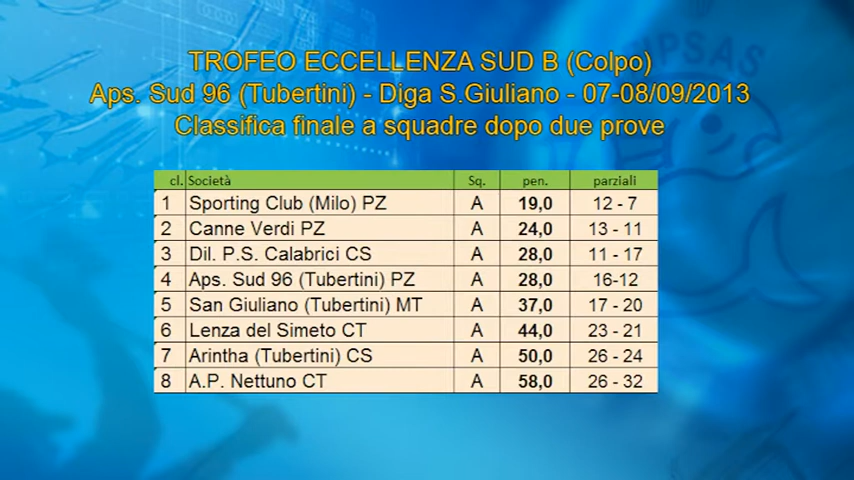 TROFEO ECCELLENZA SUD B (Colpo)
Aps. Sud 96 (Tubertini) - Diga S.Giuliano - 07-08/09/2013
Classifica finale a squadre dopo due prove
cl. Società Sq. pen. parziali
1 Sporting Club (Milo) PZ A 19,0 12 - 7
2 Canne Verdi PZ A 24,0 13 - 11
3 Dil. P.S. Calabrici CS A 28,0 11 - 17
4 Aps. Sud 96 (Tubertini) PZ A 28,0 16-12
5 San Giuliano (Tubertini) MT A 37,0 17 - 20
6 Lenza del Simeto CT A 44,0 23 - 21
7 Arintha (Tubertini) CS A 50,0 26 - 24
8 A.P. Nettuno CT A 58,0 26 - 32